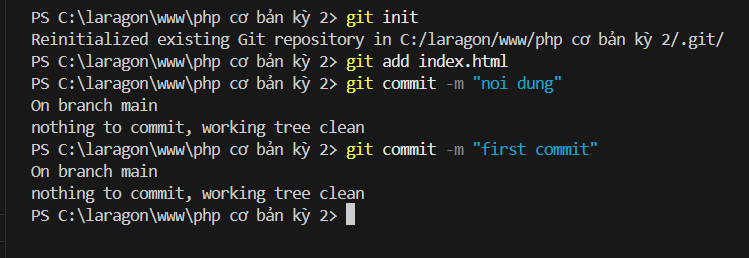 PS C:\laragon\www\php cơ bản kỳ 2> git init
Reinitialized existing Git repository in C:/laragon/www/php cơ bản kỳ 2/.git/
PS C:\laragon\www\php cơ bản kỳ 2> git add index.html
PS C:\laragon\www\php cơ bản kỳ 2> git commit -m "noi dung"
On branch main
nothing to commit, working tree clean
PS C:\laragon\www\php cơ bản kỳ 2> git commit -m "first commit"
On branch main
nothing to commit, working tree clean
PS C:\laragon\www\php cơ bản kỳ 2>